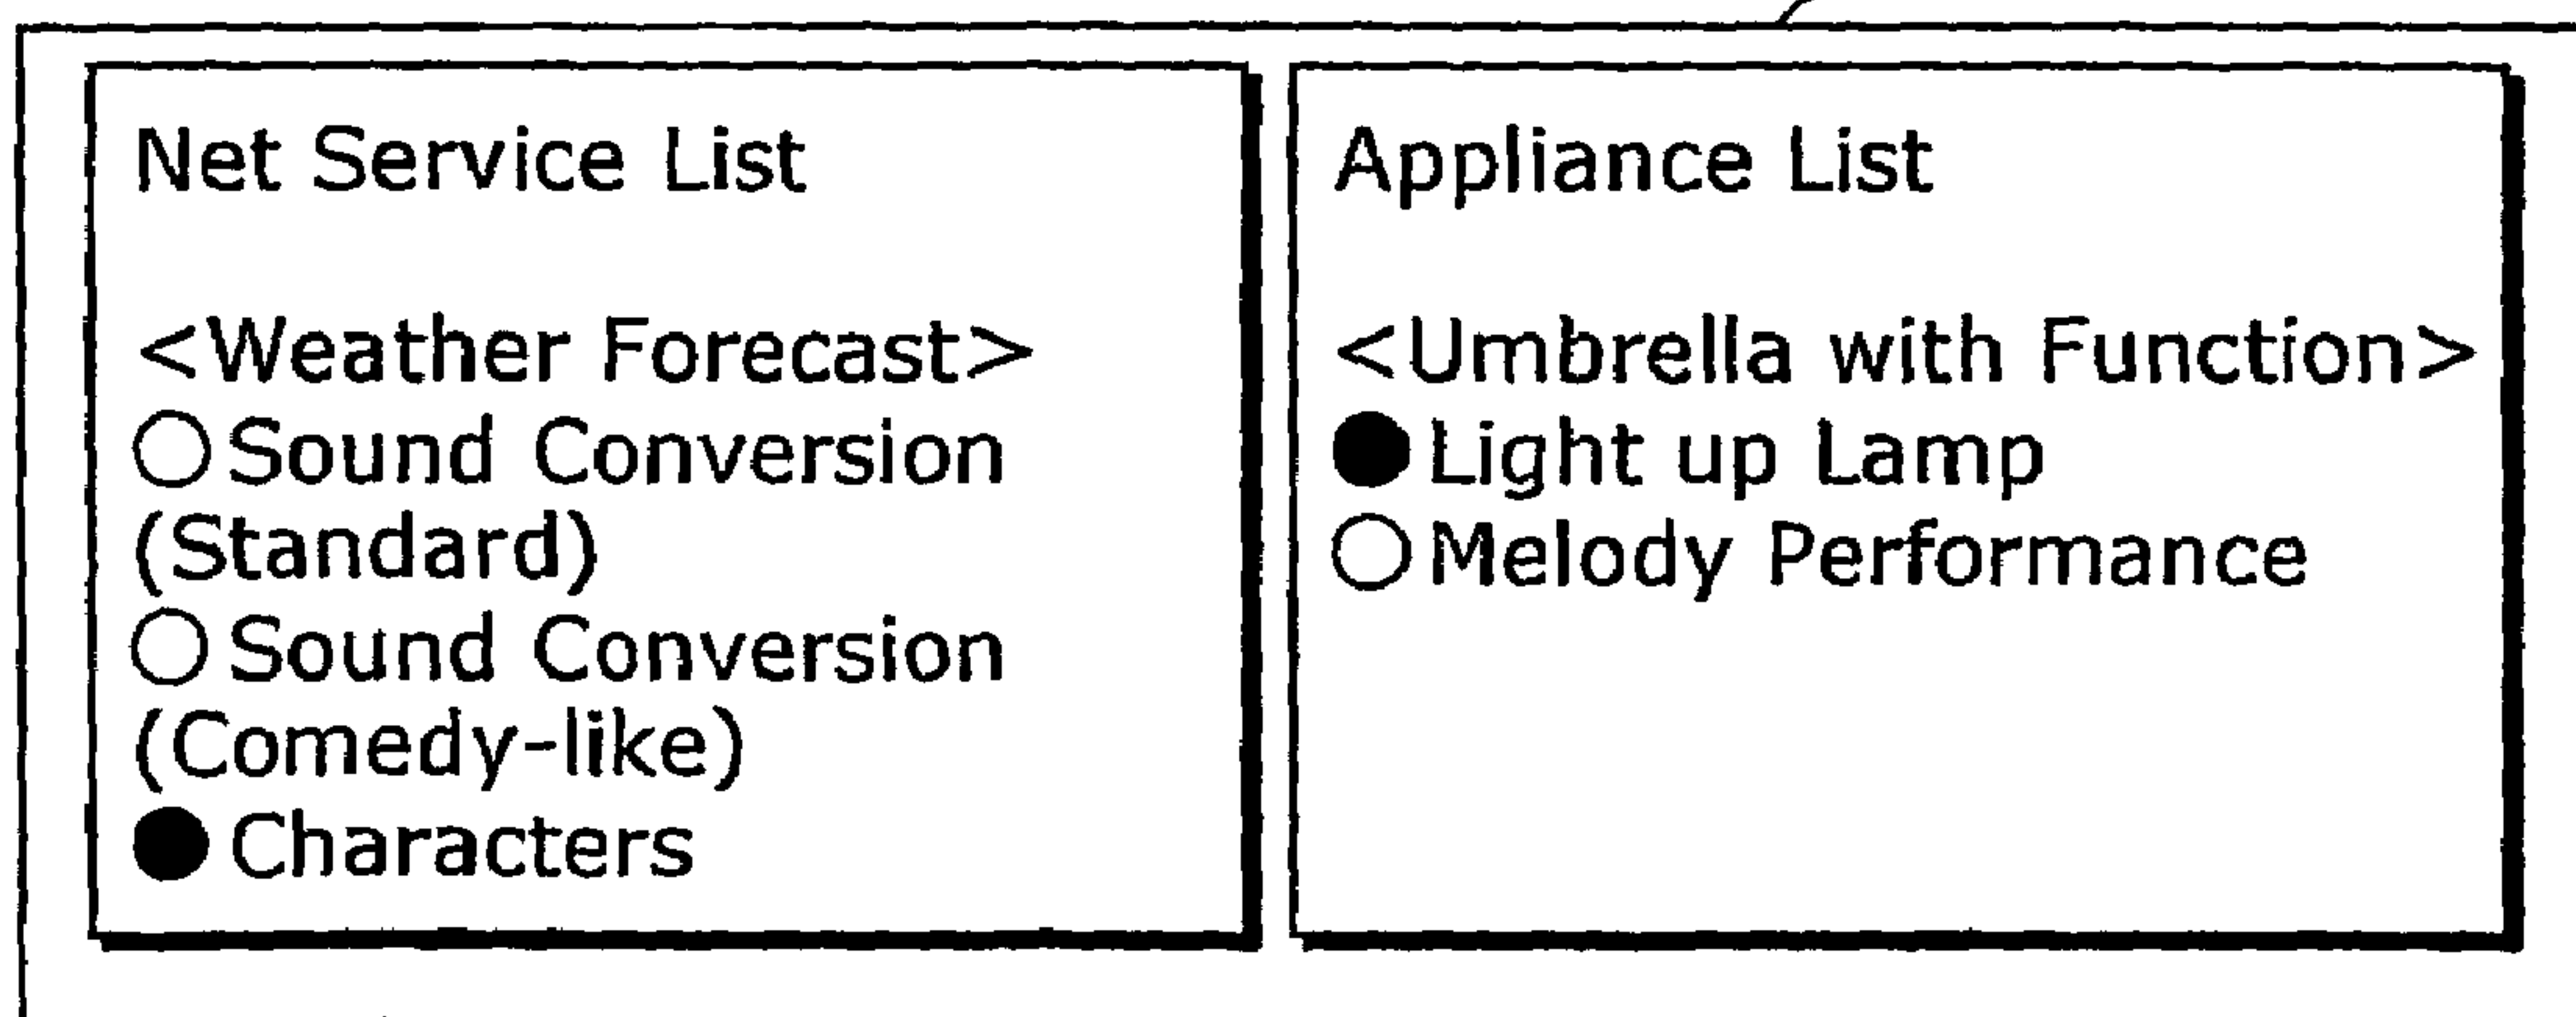 Net Service List
<Weather Forecast>
○Sound Conversion
(Standard)
○Sound Conversion
(Comedy-like)
●Characters
Appliance List
<Umbrella with Function>
●Light up Lamp
○Melody Performance